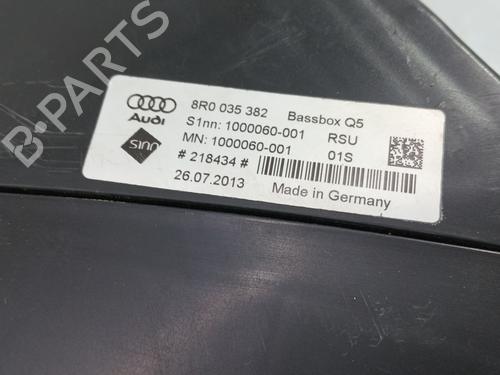 B-PARTS
Audi
8R0 035 382 Bassbox Q5
S1nn: 1000060-001 RSU
MN: 1000060-001 01S
s1nn
# 218434 #
26.07.2013 Made in Germany